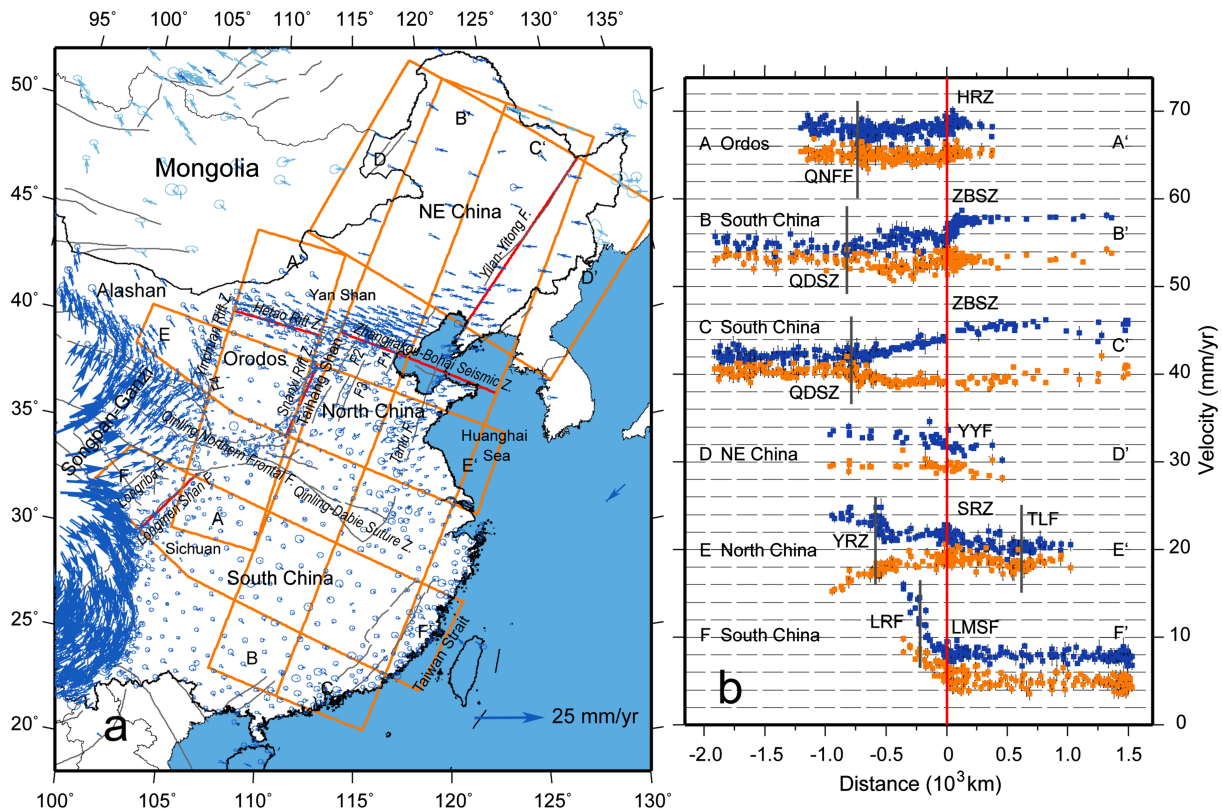 95° 100° 105° 110° 115° 120° 125° 130° 135°
50°
45°
40°
35°
30°
25°
20°
100° 105° 110° 115° 120° 125° 130°
B
D
C'
Mongolia
NE China
Yilan-Yitong F.
A'
D'
Alashan
Yan Shan
Hetao Rift Z.
Zhangjiakou-Bohai Seismic Z.
E
Yinchuan Rift Z.
Orodos
Shanxi Rift Z.
Taihang Shan
F2
F1
F3
F4
North China
Tanlu F.
Huanghai
Sea
E'
Songpan-Ganzi
Qinling Northern Frontal F.
Qinling-Dabie Suture Z.
F
Longriba F.
Longmen Shan F.
A
Sichuan
South China
F'
Taiwan Strait
B
C
a
25 mm/yr
HRZ
A Ordos
A'
QNFF
ZBSZ
B South China
B'
QDSZ
ZBSZ
C South China
C'
QDSZ
YYF
D NE China
D'
SRZ
TLF
YRZ
E North China
E'
LRF
LMSF
F South China
F'
b
70
60
50
40
30
20
10
0
Velocity (mm/yr)
-2.0 -1.5 -1.0 -0.5 0 0.5 1.0 1.5
Distance (10³km)